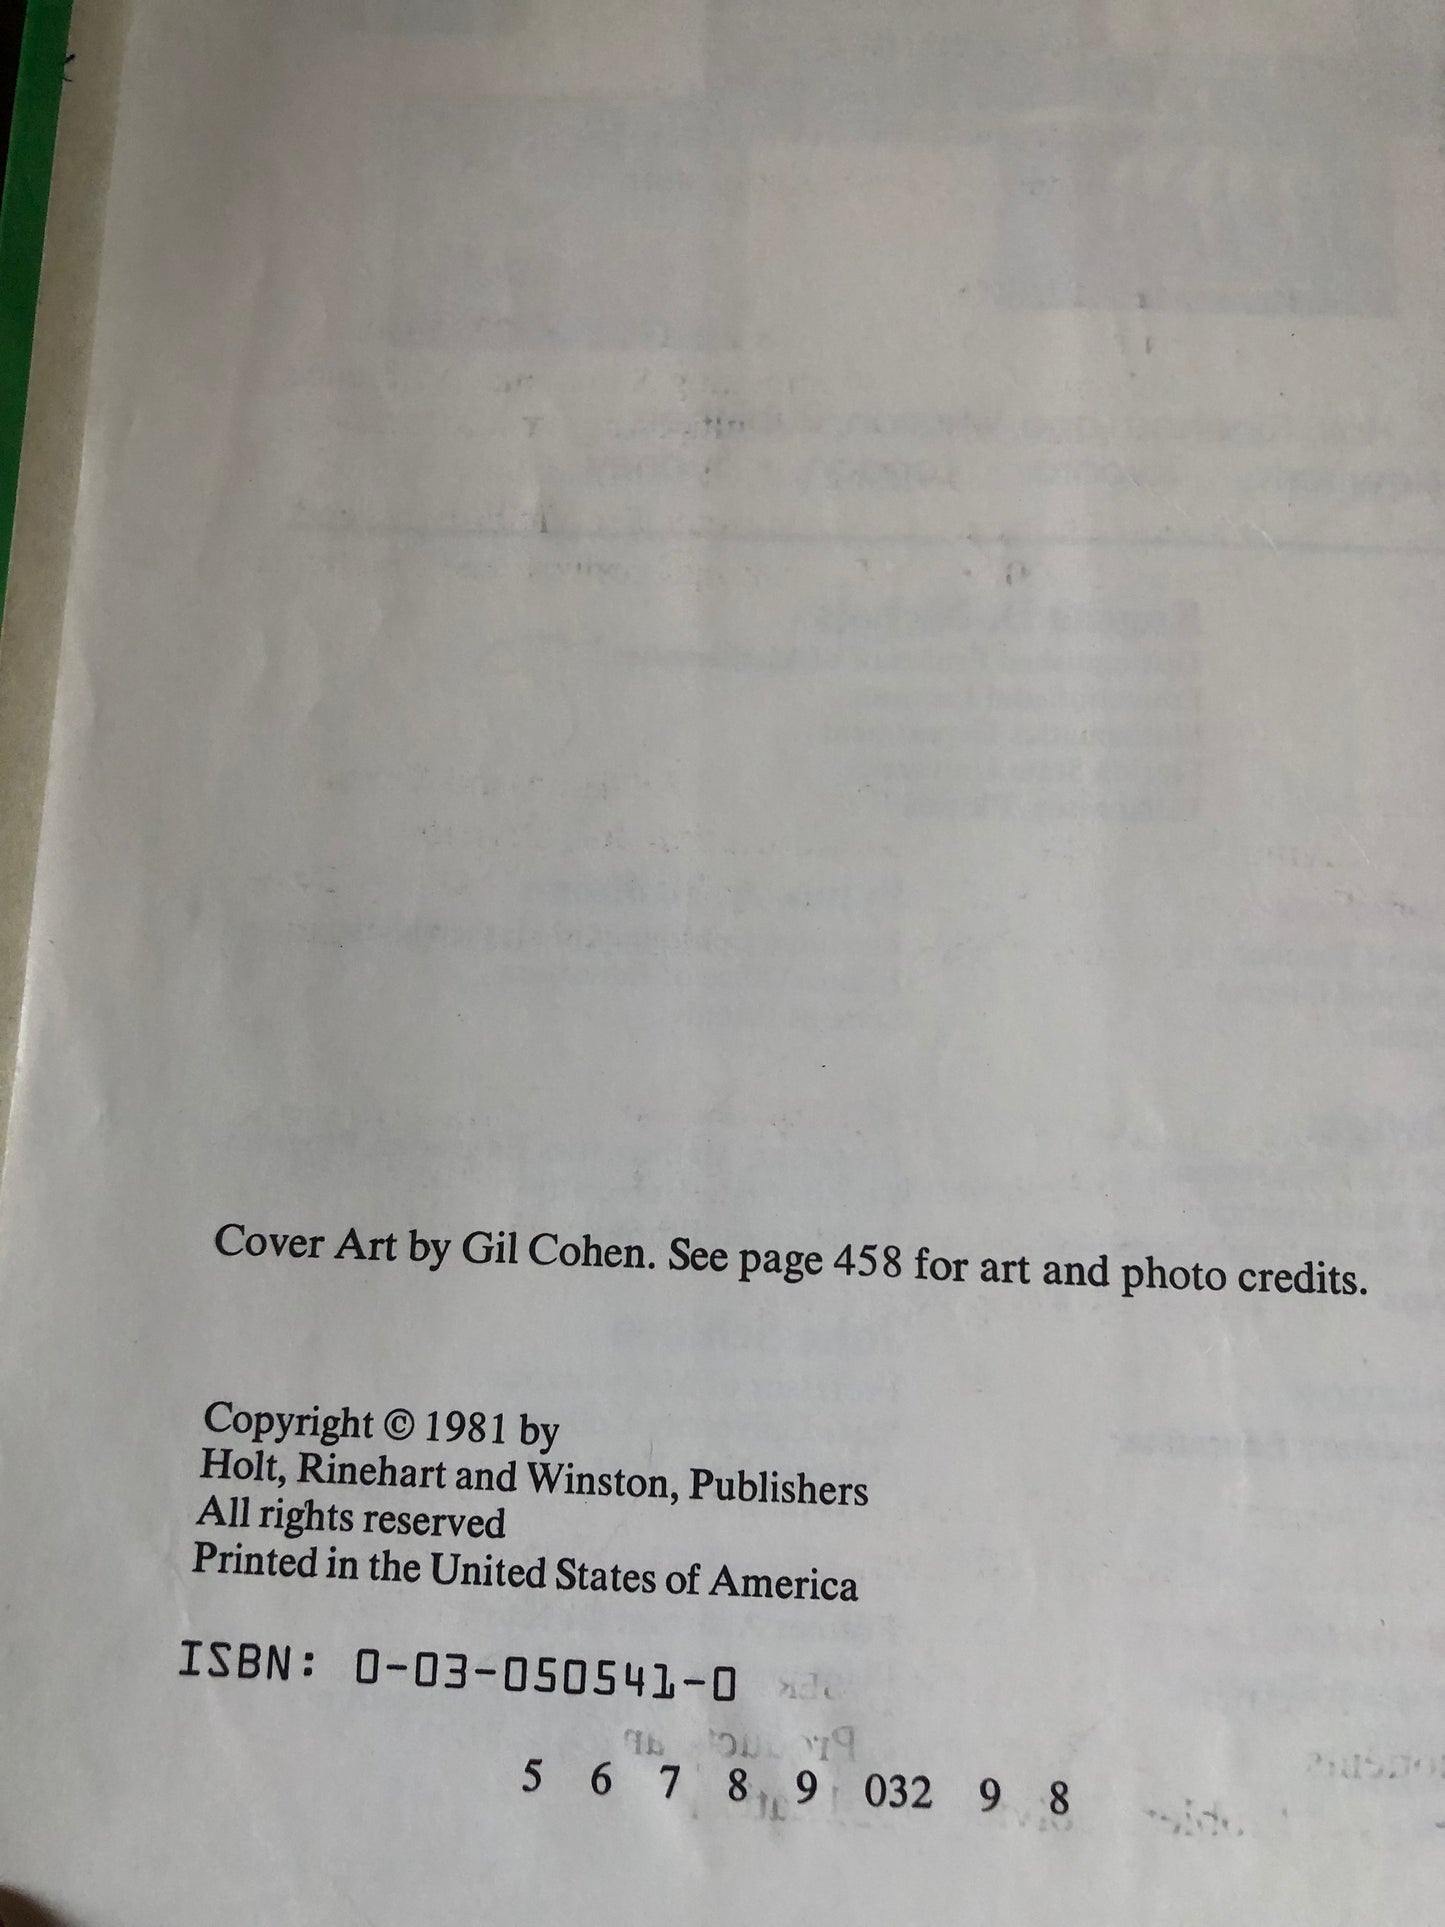 Cover Art by Gil Cohen. See page 458 for art and photo credits.
Copyright © 1981 by
Holt, Rinehart and Winston, Publishers
All rights reserved
Printed in the United States of America
ISBN: 0-03-050541-0
5 6 7 8 9 032 9 8